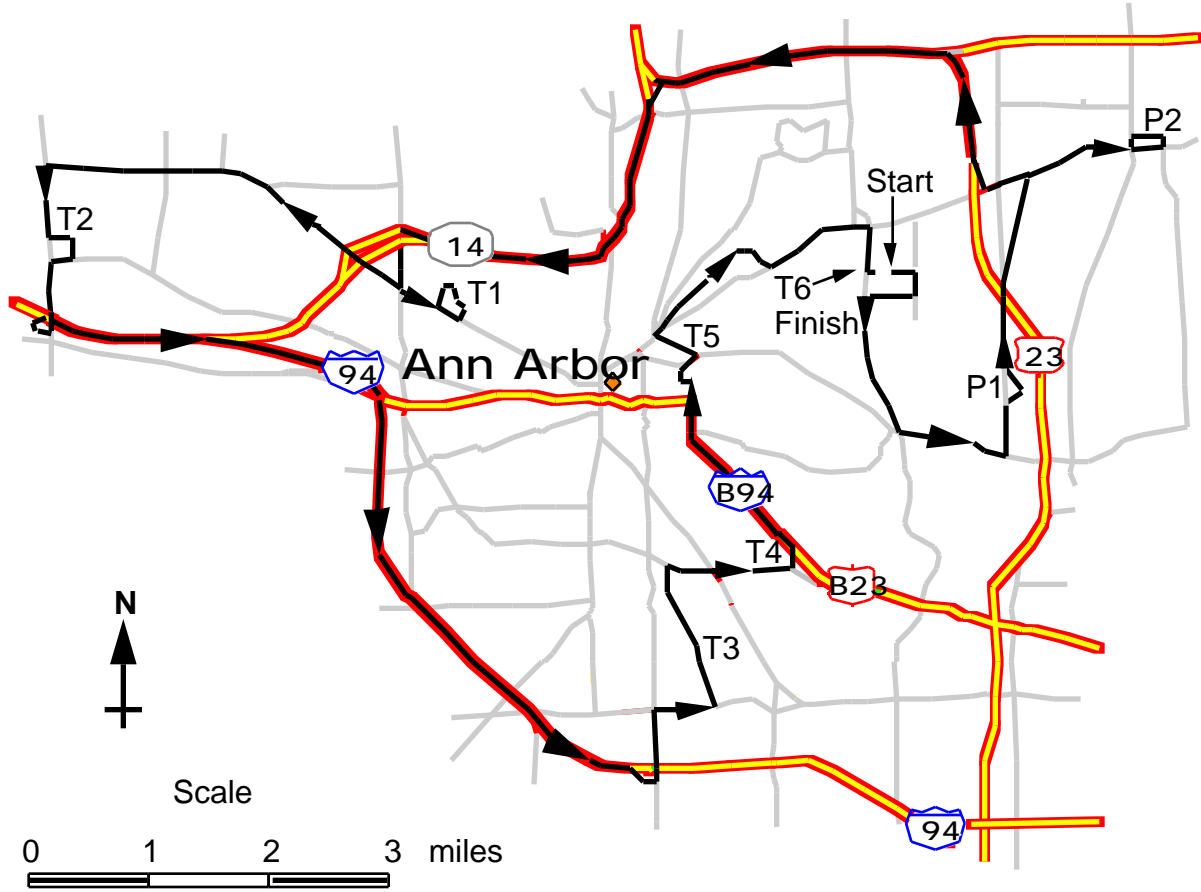 P2
Start
T2
14
T1
T6
Finish
T5
23
Ann Arbor
94
P1
B94
T4
B23
N
T3
Scale
94
0 1 2 3 miles